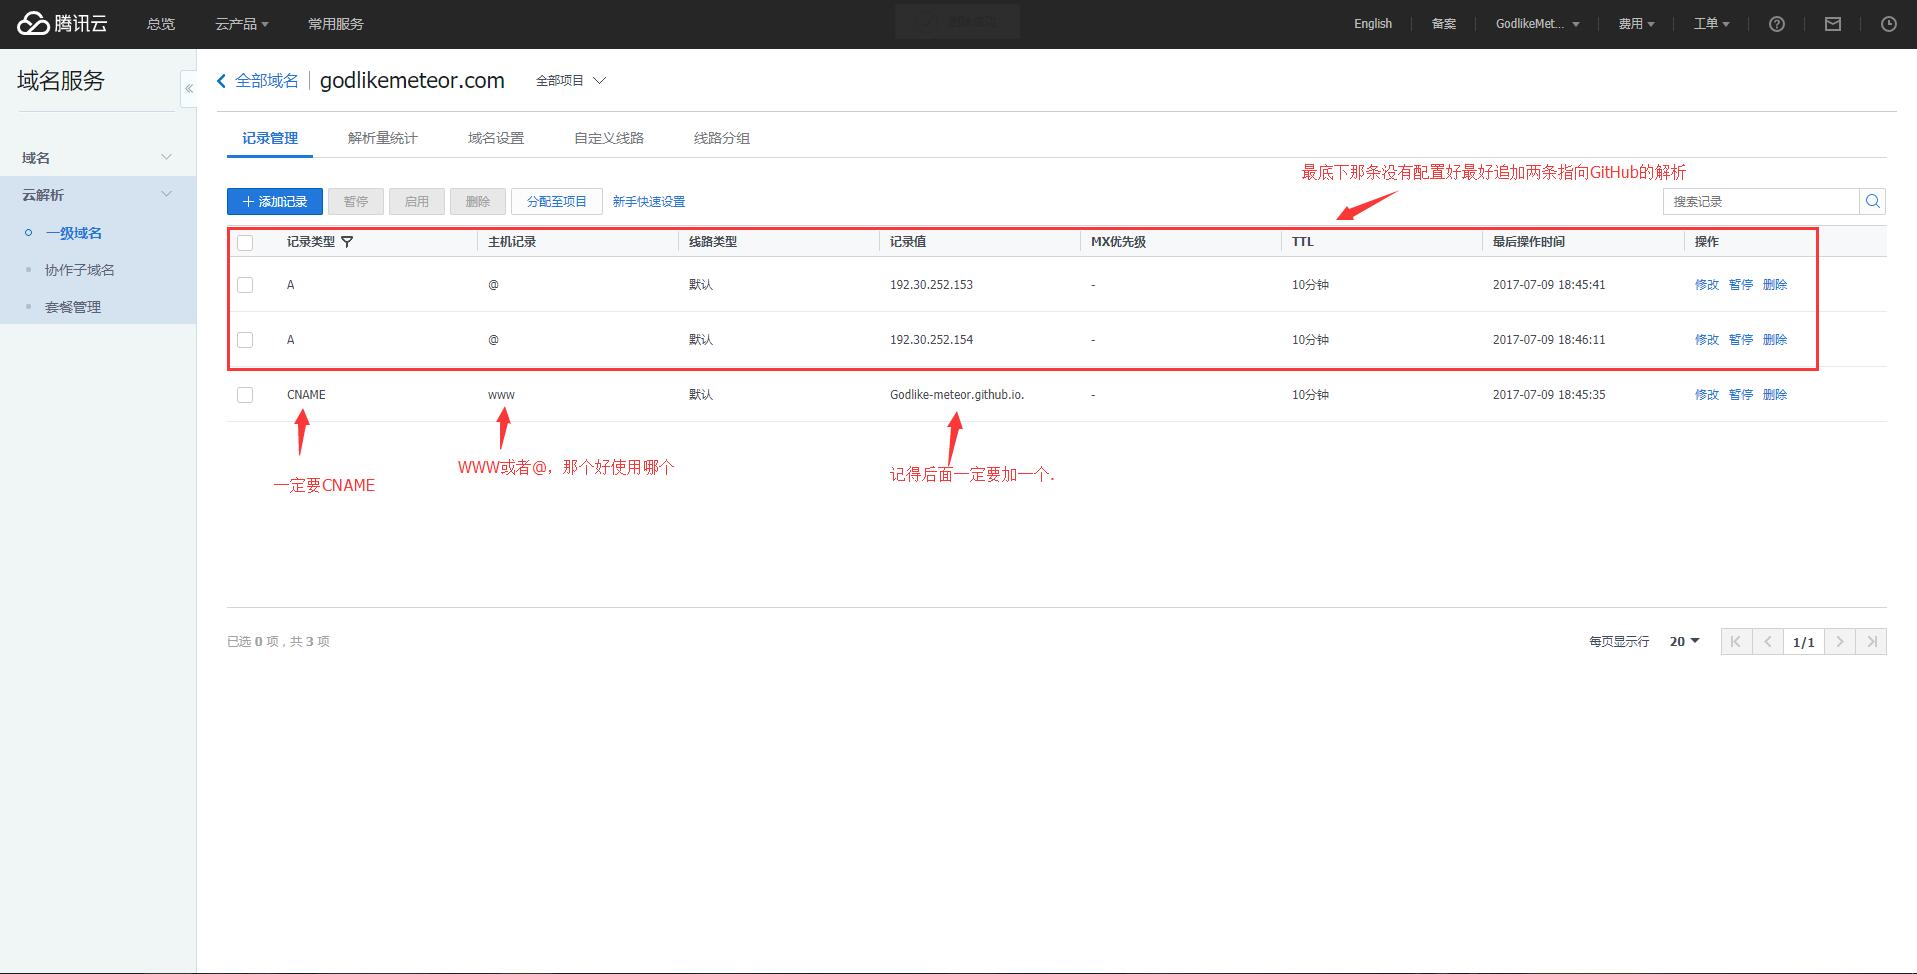 腾讯云 总览 云产品 常用服务 English 备案 GodlikeMet... 费用 工单
域名服务
全部域名 godlikemeteor.com 全部项目
记录管理 解析量统计 域名设置 自定义线路 线路分组
域名
云解析
一级域名
协作子域名
套餐管理
最底下那条没有配置好最好追加两条指向GitHub的解析
添加记录 暂停 启用 删除 分配至项目 新手快速设置 搜索记录
记录类型 主机记录 线路类型 记录值 MX优先级 TTL 最后操作时间 操作
A @ 默认 192.30.252.153 - 10分钟 2017-07-09 18:45:41 修改 暂停 删除
A @ 默认 192.30.252.154 - 10分钟 2017-07-09 18:46:11 修改 暂停 删除
CNAME www 默认 Godlike-meteor.github.io. - 10分钟 2017-07-09 18:45:35 修改 暂停 删除
一定要CNAME
WWW或者@，那个好使用哪个
记得后面一定要加一个.
已选 0 项，共 3 项 每页显示行 20 1/1